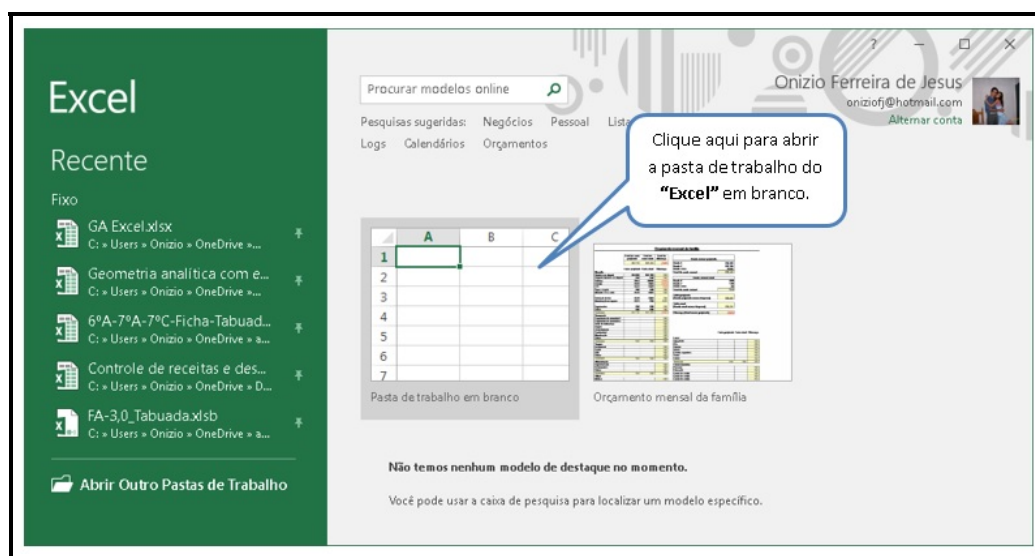 Excel
Recente
Fixo
GA Excel.xlsx
C: » Users » Onizio » OneDrive »...
Geometria analítica com e...
C: » Users » Onizio » OneDrive »...
6ºA-7ºA-7ºC-Ficha-Tabuad...
C: » Users » Onizio » OneDrive » a...
Controle de receitas e des...
C: » Users » Onizio » OneDrive » D...
FA-3,0_Tabuada.xlsb
C: » Users » Onizio » OneDrive » a...
Abrir Outro Pastas de Trabalho
?
Onizio Ferreira de Jesus
oniziofj@hotmail.com
Alternar conta
Procurar modelos online
Pesquisas sugeridas: Negócios Pessoal
Logs Calendários Orçamentos
Clique aqui para abrir
a pasta de trabalho do
“Excel” em branco.
A B C
1
2
3
4
5
6
7
Pasta de trabalho em branco
Orçamento mensal da família
Não temos nenhum modelo de destaque no momento.
Você pode usar a caixa de pesquisa para localizar um modelo específico.